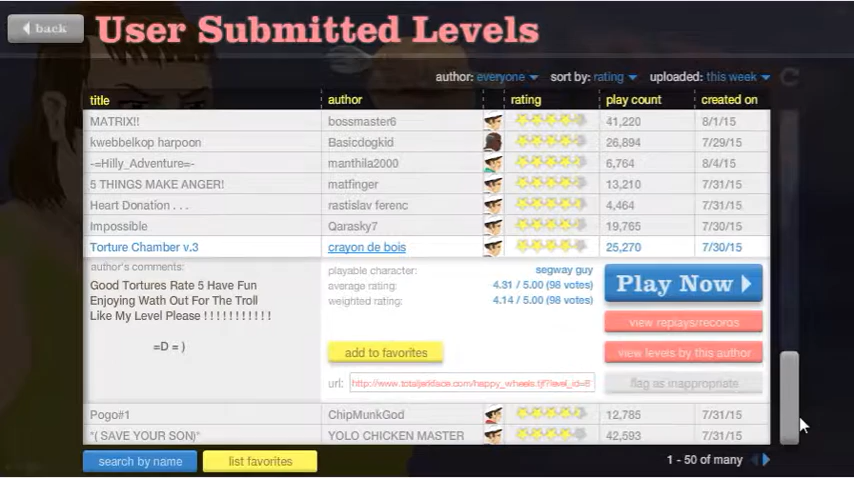 back
User Submitted Levels
author: everyone sort by: rating uploaded: this week
title author rating play count created on
MATRIX!! bossmaster6 41,220 8/1/15
kwebbelkop harpoon Basicdogkid 26,894 7/29/15
-=Hilly_Adventure=- manthila2000 6,764 8/4/15
5 THINGS MAKE ANGER! matfinger 13,210 7/31/15
Heart Donation . . . rastislav ferenc 4,464 7/31/15
Impossible Qarasky7 19,765 7/30/15
Torture Chamber v.3 crayon de bois 25,270 7/30/15
author's comments:
Good Tortures Rate 5 Have Fun
Enjoying Wath Out For The Troll
Like My Level Please ! ! ! ! ! ! ! ! ! ! !
=D = )
playable character: segway guy
average rating: 4.31 / 5.00 (98 votes)
weighted rating: 4.14 / 5.00 (98 votes)
add to favorites
url: http://www.totaljerkface.com/happy_wheels.tjf?level_id=
Play Now
view replays/records
view levels by this author
flag as inappropriate
Pogo#1 ChipMunkGod 12,785 7/31/15
"( SAVE YOUR SON)" YOLO CHICKEN MASTER 42,593 7/31/15
search by name list favorites 1 - 50 of many